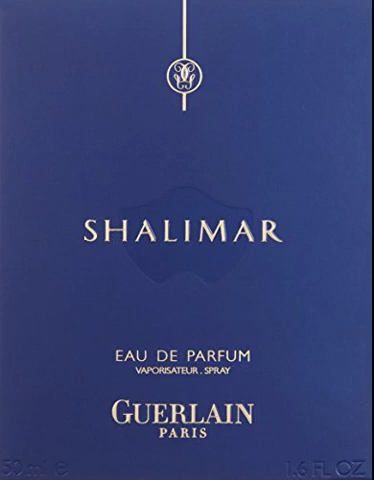 SHALIMAR
EAU DE PARFUM
VAPORISATEUR . SPRAY
GUERLAIN
PARIS
50 ml e 1.6 FL OZ